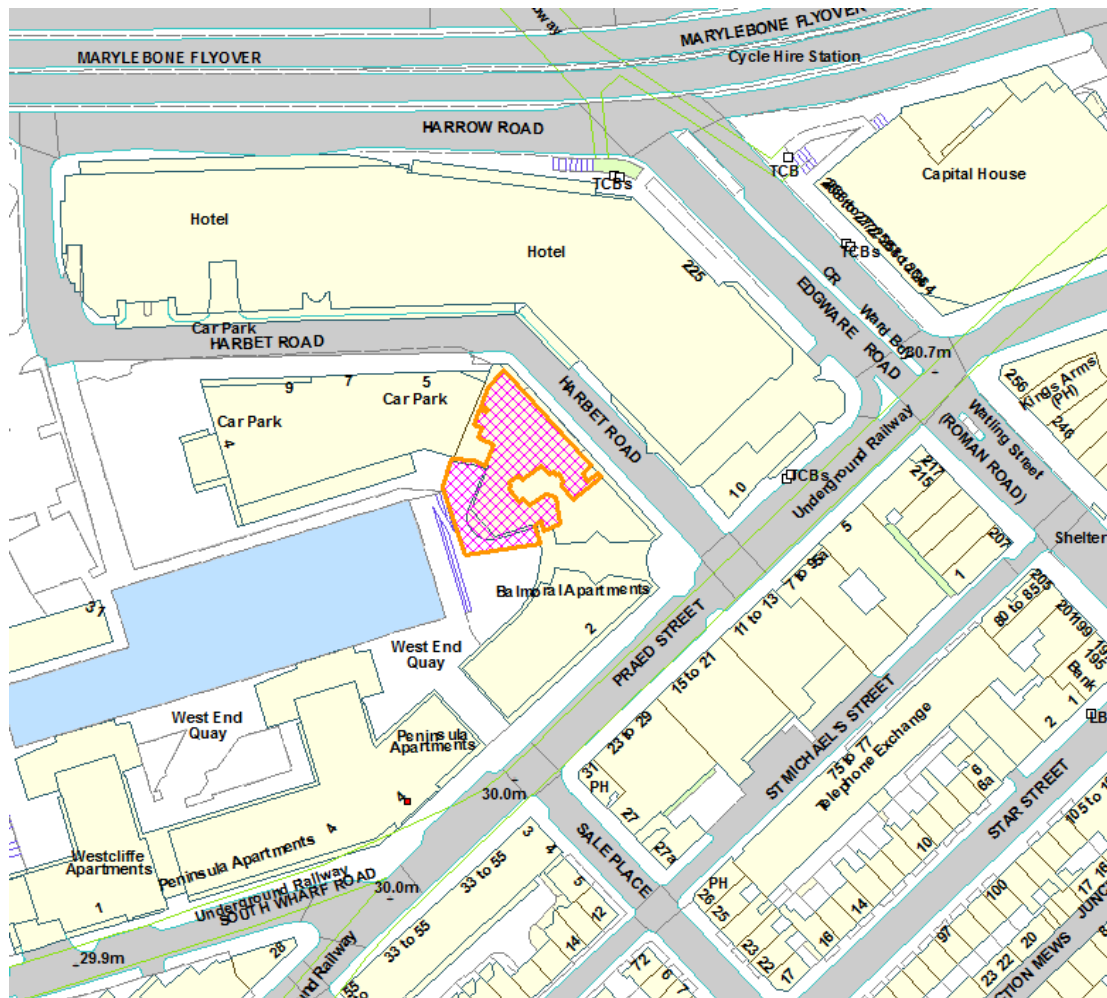 MARYLEBONE FLYOVER
MARYLEBONE FLYOVER
Cycle Hire Station
HARROW ROAD
TCBs
TCB
Capital House
Hotel
Hotel
225
TCBs
CR
Ward Bdy
EDGWARE ROAD
30.7m
Car Park
HARBET ROAD
HARBET ROAD
9
7
5
Car Park
Car Park
4
256
Kings Arms
(PH)
246
Watling Street
(ROMAN ROAD)
Underground Railway
TCBs
10
217
215
207
Shelter
5
7 to 9
5a
1
11 to 13
15 to 21
23 to 29
205
80 to 85
201
199
195
Bank
1
2
LB
37
Balmoral Apartments
2
PRAED STREET
West End
Quay
West End
Quay
Peninsula
Apartments
4
4
Peninsula Apartments
Westcliffe
Apartments
1
30.0m
31
PH
27
27a
SALE PLACE
ST MICHAEL'S STREET
75 to 77
Telephone Exchange
6
6a
STAR STREET
10
14
16
PH
26
25
23
22
17
Underground Railway
SOUTH WHARF ROAD
30.0m
29.9m
28
33 to 55
33 to 55
3
4
5
12
14
72
6
7
100
97
20
22
23
17
16